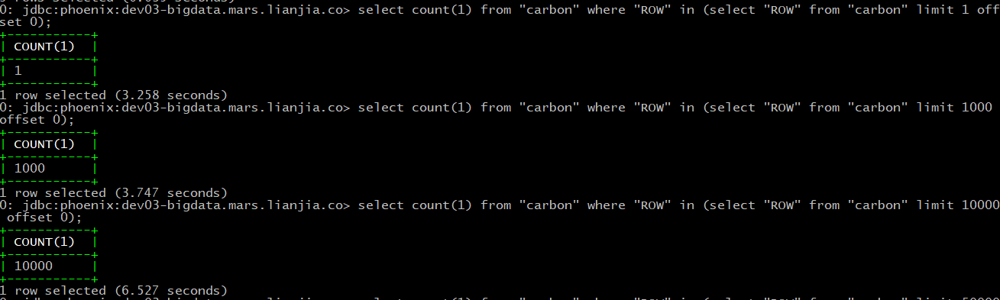 0: jdbc:phoenix:dev03-bigdata.mars.lianjia.co> select count(1) from "carbon" where "ROW" in (select "ROW" from "carbon" limit 1 off
set 0);
+-----------+
| COUNT(1)  |
+-----------+
| 1         |
+-----------+
1 row selected (3.258 seconds)
0: jdbc:phoenix:dev03-bigdata.mars.lianjia.co> select count(1) from "carbon" where "ROW" in (select "ROW" from "carbon" limit 1000
offset 0);
+-----------+
| COUNT(1)  |
+-----------+
| 1000      |
+-----------+
1 row selected (3.747 seconds)
0: jdbc:phoenix:dev03-bigdata.mars.lianjia.co> select count(1) from "carbon" where "ROW" in (select "ROW" from "carbon" limit 10000
 offset 0);
+-----------+
| COUNT(1)  |
+-----------+
| 10000     |
+-----------+
1 row selected (6.527 seconds)